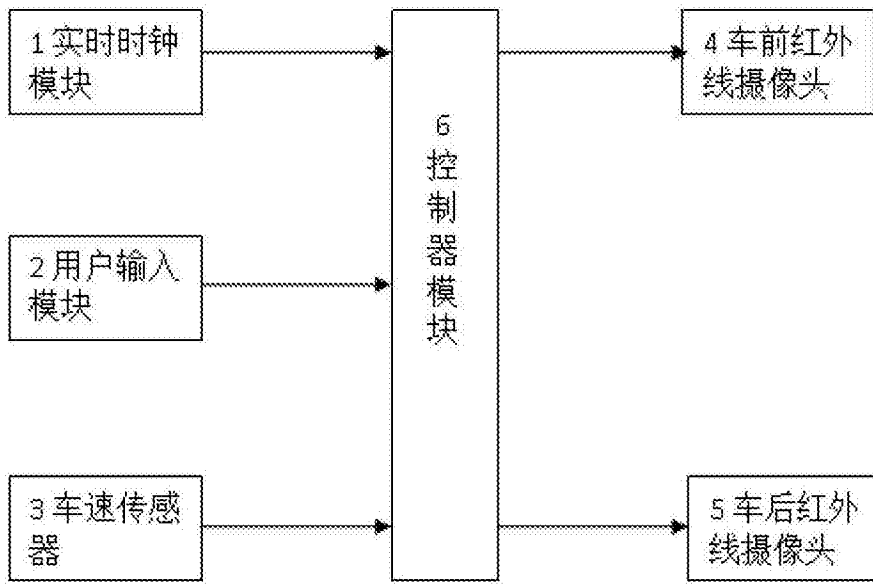 1 实时时钟
模块
2 用户输入
模块
3 车速传感
器
6
控
制
器
模
块
4 车前红外
线摄像头
5 车后红外
线摄像头